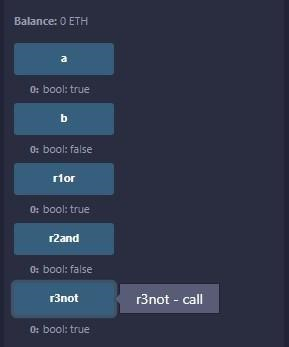 Balance: 0 ETH
a
0: bool: true
b
0: bool: false
r1or
0: bool: true
r2and
0: bool: false
r3not
r3not - call
0: bool: true